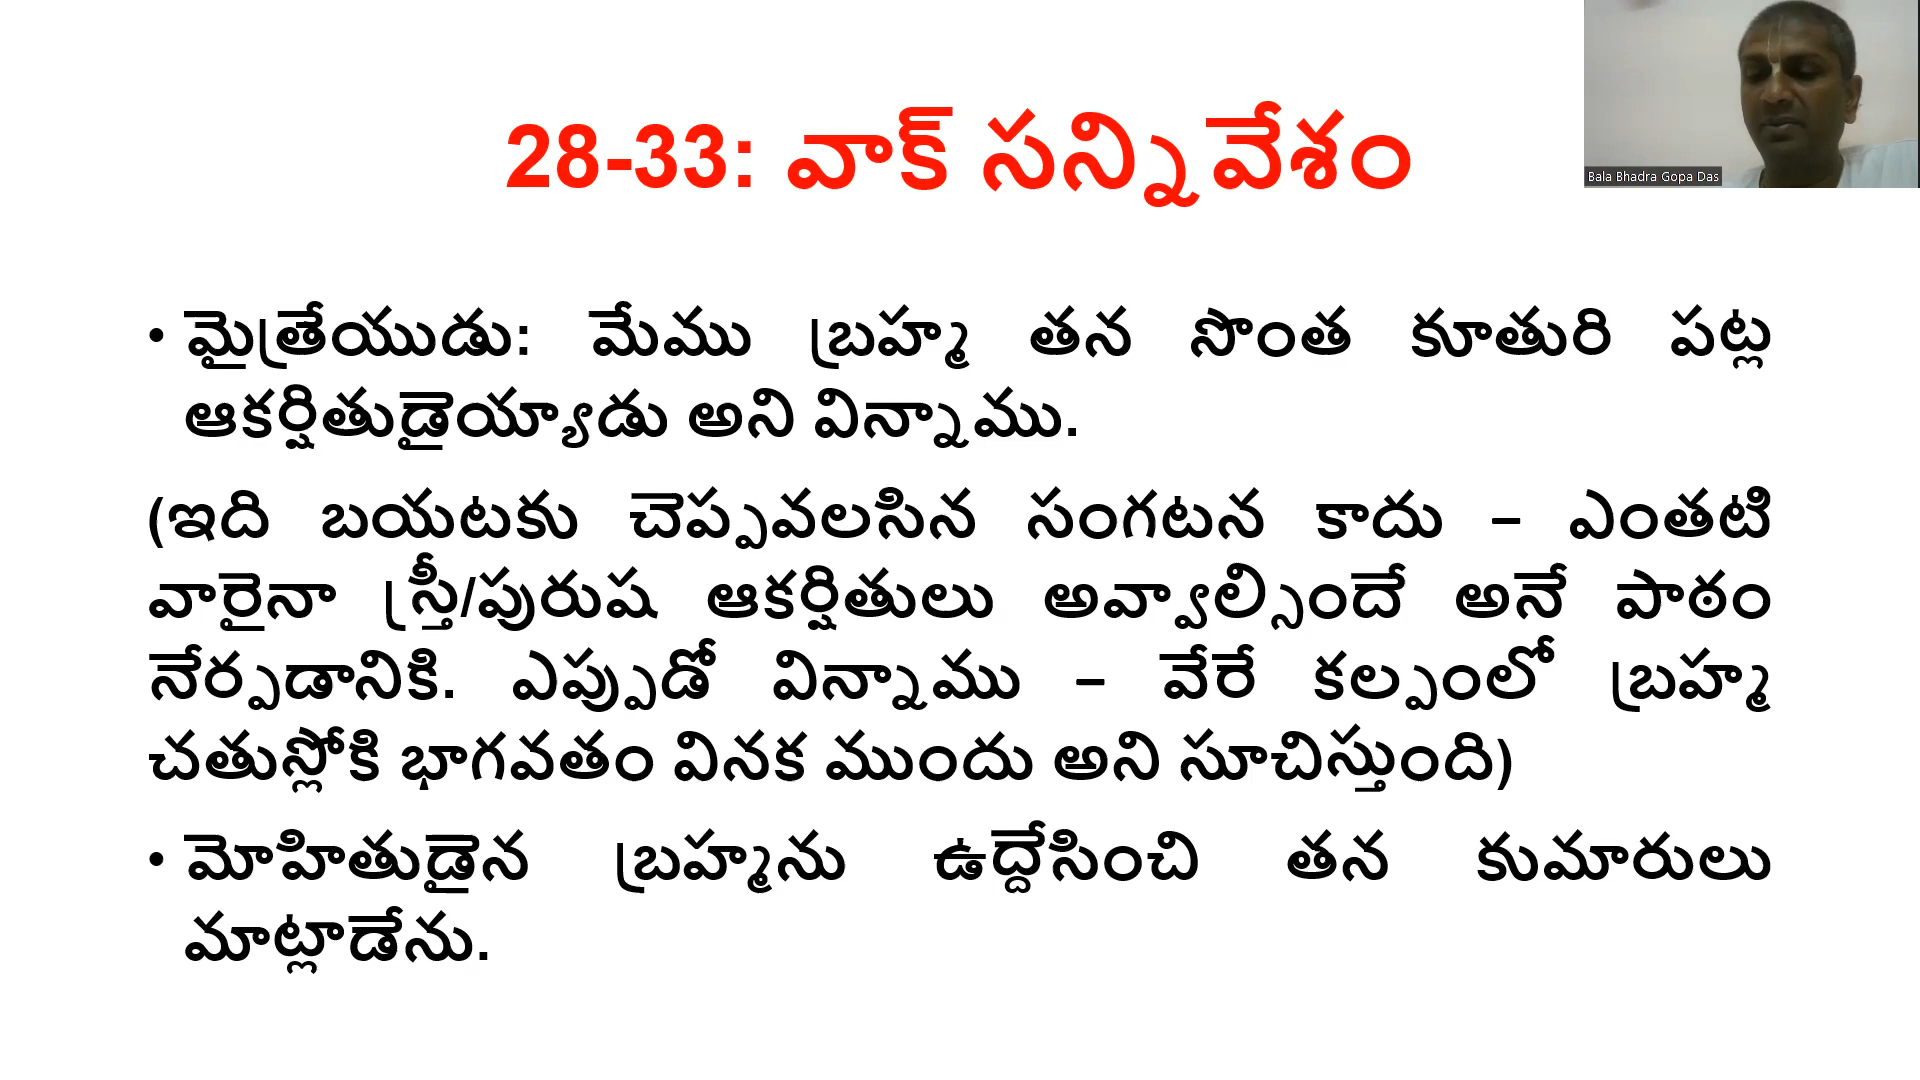 28-33: వాక్ సన్నివేశం
Bala Bhadra Gopa Das
• మైత్రేయుడు: మేము బ్రహ్మ తన సొంత కూతురి పట్ల
ఆకర్షితుడైయ్యాడు అని విన్నాము.
(ఇది బయటకు చెప్పవలసిన సంగటన కాదు – ఎంతటి
వారైనా స్త్రీ/పురుష ఆకర్షితులు అవ్వాల్సిందే అనే పాఠం
నేర్పడానికి. ఎప్పుడో విన్నాము – వేరే కల్పంలో బ్రహ్మ
చతుస్లోకి భాగవతం వినక ముందు అని సూచిస్తుంది)
• మోహితుడైన బ్రహ్మను ఉద్దేసించి తన కుమారులు
మాట్లాడేను.